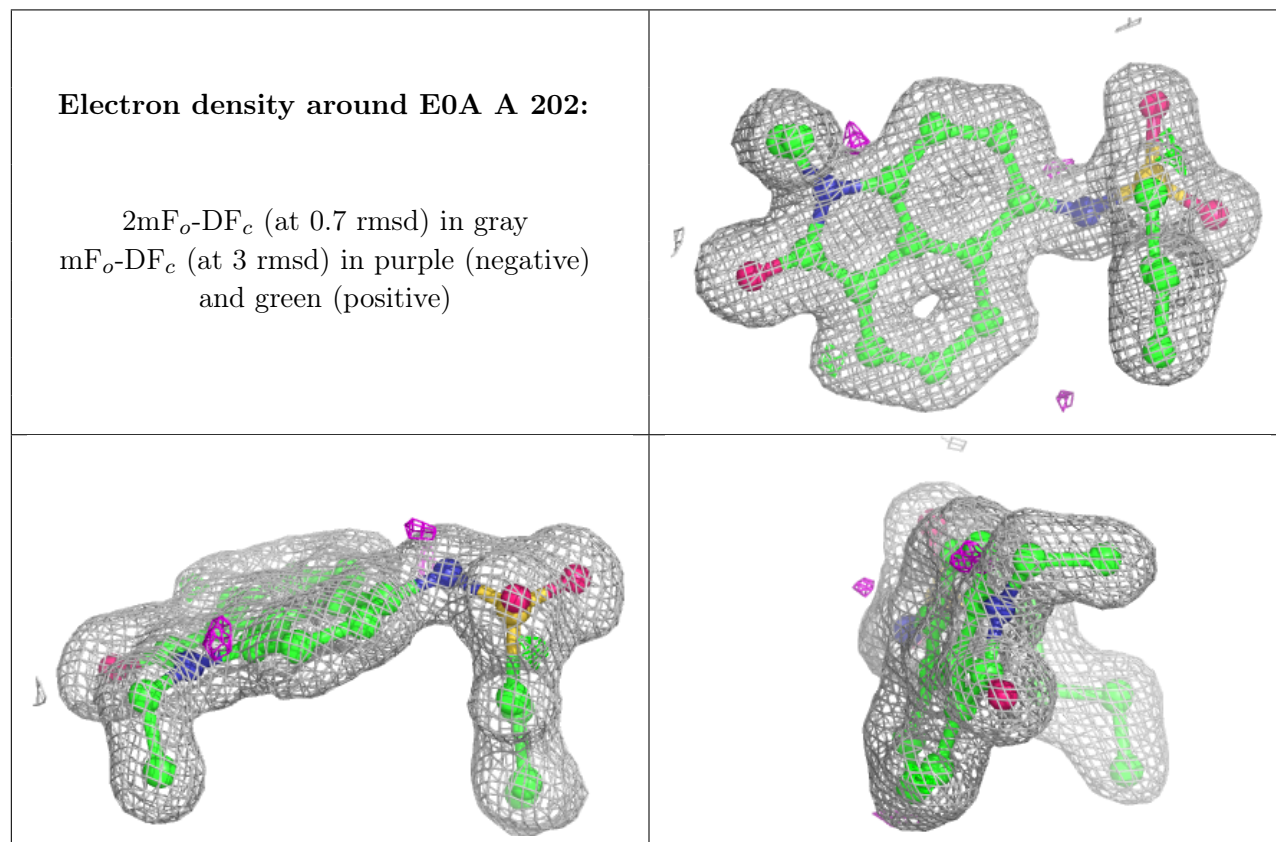 Electron density around E0A A 202:
2mFo-DFc (at 0.7 rmsd) in gray
mFo-DFc (at 3 rmsd) in purple (negative)
and green (positive)